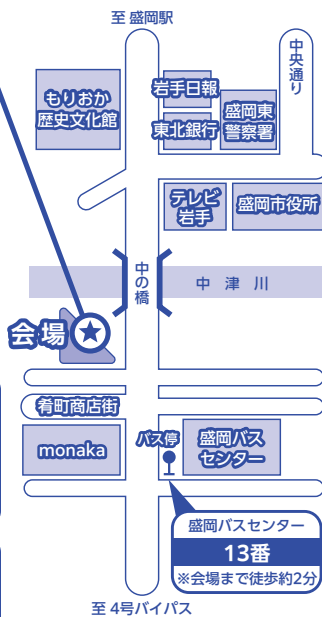 至 盛岡駅
中央通り
もりおか
歴史文化館
岩手日報
東北銀行
盛岡東
警察署
テレビ
岩手
盛岡市役所
中の橋
中津川
会場
肴町商店街
monaka
バス停
盛岡バス
センター
盛岡バスセンター
13番
※会場まで徒歩約2分
至 4号バイパス